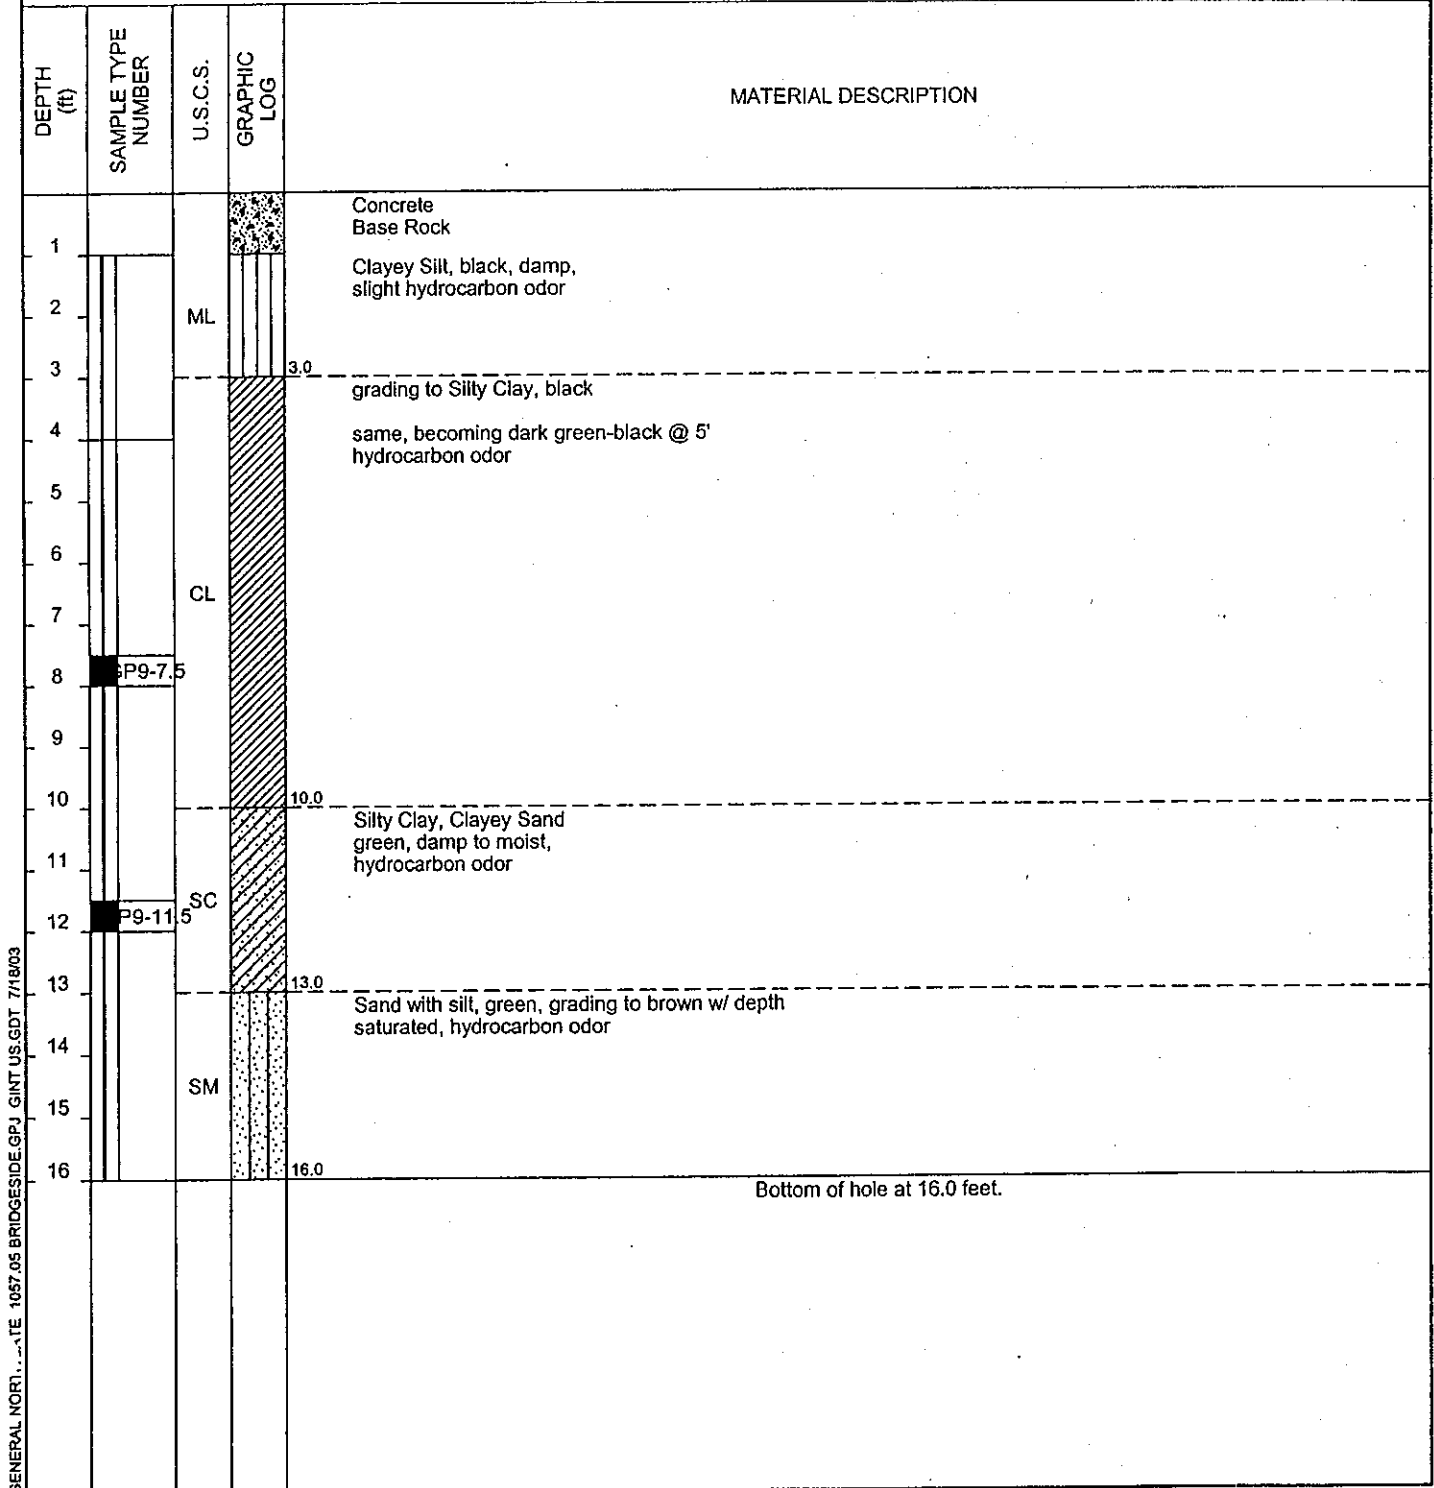 DEPTH
(ft)
SAMPLE TYPE
NUMBER
U.S.C.S.
GRAPHIC
LOG
MATERIAL DESCRIPTION
Concrete
Base Rock
1
Clayey Silt, black, damp,
slight hydrocarbon odor
2
ML
3
3.0
grading to Silty Clay, black
4
same, becoming dark green-black @ 5'
hydrocarbon odor
5
6
CL
7
8
GP9-7.5
9
10
10.0
Silty Clay, Clayey Sand
green, damp to moist,
hydrocarbon odor
11
SC
12
P9-11.5
13
13.0
Sand with silt, green, grading to brown w/ depth
saturated, hydrocarbon odor
14
SM
15
16
16.0
Bottom of hole at 16.0 feet.
GENERAL 1057.05 BRIDGESIDE.GPJ GINT US.GDT 7/18/03